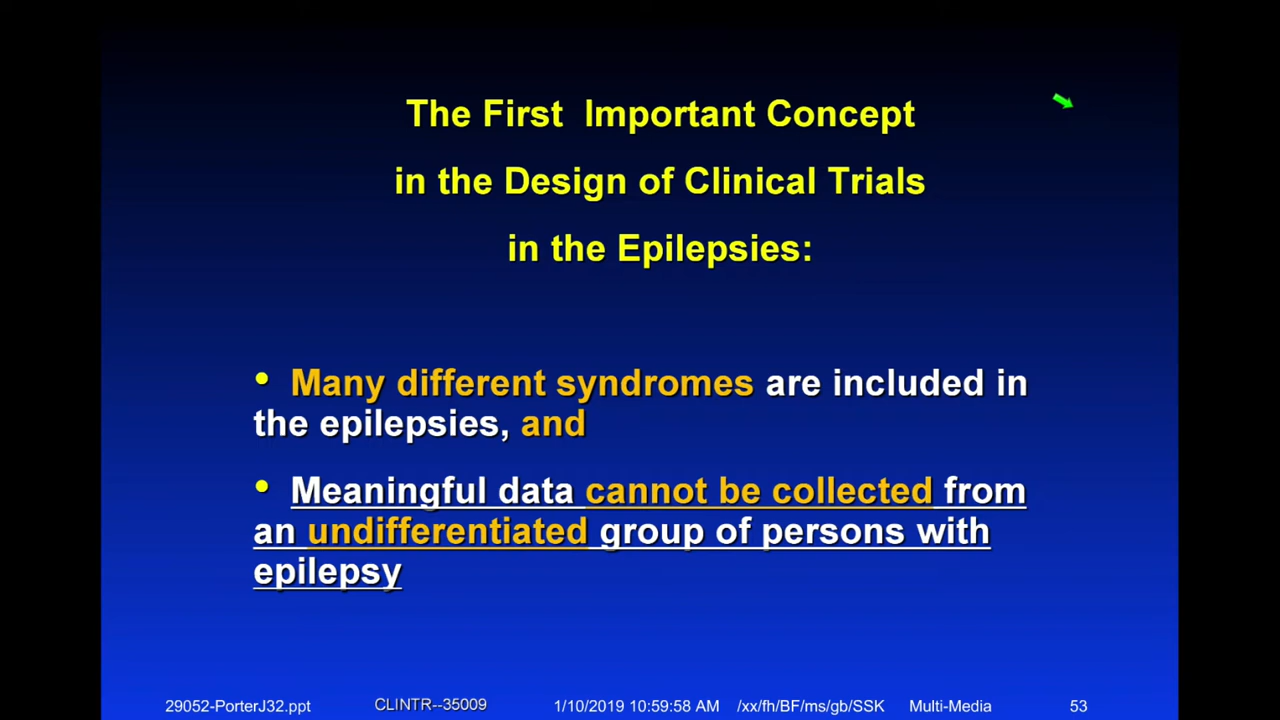 The First  Important Concept
in the Design of Clinical Trials
in the Epilepsies:
• Many different syndromes are included in
the epilepsies, and
• Meaningful data cannot be collected from
an undifferentiated group of persons with
epilepsy
29052-PorterJ32.ppt CLINTR--35009 1/10/2019 10:59:58 AM /xx/fh/BF/ms/gb/SSK Multi-Media 53